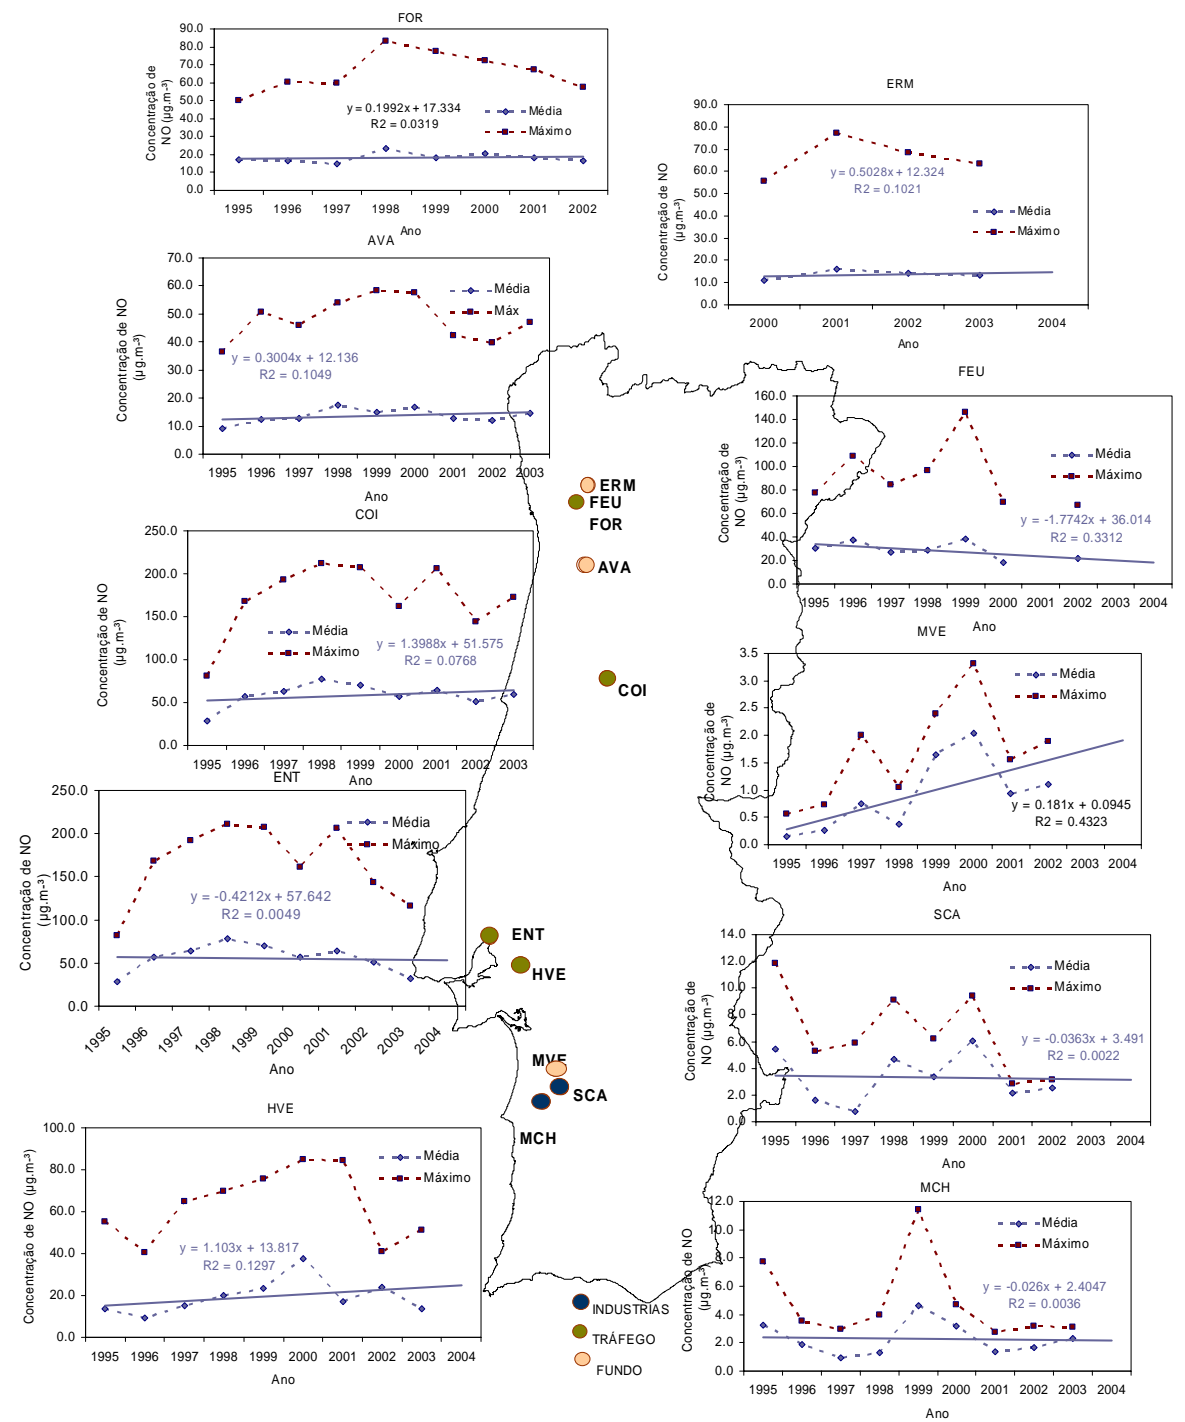 FOR
90.0
80.0
70.0
60.0
50.0
40.0
30.0
20.0
10.0
0.0
Concentração de
NO (µg.m-³)
y = 0.1992x + 17.334
R2 = 0.0319
Média
Máximo
1995 1996 1997 1998 1999 2000 2001 2002
Ano
ERM
90.0
80.0
70.0
60.0
50.0
40.0
30.0
20.0
10.0
0.0
Concentração de NO
(µg.m-³)
y = 0.5028x + 12.324
R2 = 0.1021
Média
Máximo
2000 2001 2002 2003 2004
Ano
AVA
70.0
60.0
50.0
40.0
30.0
20.0
10.0
0.0
Concentração de NO
(µg.m-³)
Média
Máx
y = 0.3004x + 12.136
R2 = 0.1049
1995 1996 1997 1998 1999 2000 2001 2002 2003
Ano
FEU
160.0
140.0
120.0
100.0
80.0
60.0
40.0
20.0
0.0
Concentração de
NO (µg.m-³)
Média
Máximo
y = -1.7742x + 36.014
R2 = 0.3312
1995 1996 1997 1998 1999 2000 2001 2002 2003 2004
Ano
COI
250.0
200.0
150.0
100.0
50.0
0.0
Concentração de NO
(µg.m-³)
Média
Máximo
y = 1.3988x + 51.575
R2 = 0.0768
1995 1996 1997 1998 1999 2000 2001 2002 2003
Ano
MVE
3.5
3.0
2.5
2.0
1.5
1.0
0.5
0.0
Concentração de
NO (µg.m-³)
Média
Máximo
y = 0.181x + 0.0945
R2 = 0.4323
1995 1996 1997 1998 1999 2000 2001 2002 2003 2004
Ano
ENT
250.0
200.0
150.0
100.0
50.0
0.0
Concentração de NO
(µg.m-³)
Média
Máximo
y = -0.4212x + 57.642
R2 = 0.0049
1995 1996 1997 1998 1999 2000 2001 2002 2003 2004
Ano
SCA
14.0
12.0
10.0
8.0
6.0
4.0
2.0
0.0
Concentração de
NO (µg.m-³)
Média
Máximo
y = -0.0363x + 3.491
R2 = 0.0022
1995 1996 1997 1998 1999 2000 2001 2002 2003 2004
Ano
HVE
100.0
80.0
60.0
40.0
20.0
0.0
Concentração de NO (µg.m-³)
Média
Máximo
y = 1.103x + 13.817
R2 = 0.1297
1995 1996 1997 1998 1999 2000 2001 2002 2003 2004
Ano
MCH
12.0
10.0
8.0
6.0
4.0
2.0
0.0
Concentração de NO
(µg.m-³)
Média
Máximo
y = -0.026x + 2.4047
R2 = 0.0036
1995 1996 1997 1998 1999 2000 2001 2002 2003 2004
Ano
ERM
FEU
FOR
AVA
COI
ENT
HVE
MVE
SCA
MCH
INDUSTRIAS
TRÁFEGO
FUNDO